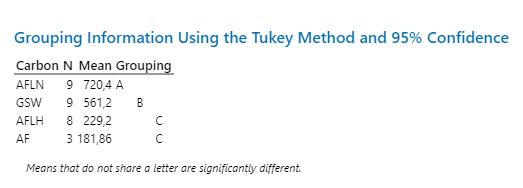 Grouping Information Using the Tukey Method and 95% Confidence
Carbon N Mean Grouping
AFLN 9 720,4 A
GSW 9 561,2 B
AFLH 8 229,2 C
AF 3 181,86 C
Means that do not share a letter are significantly different.